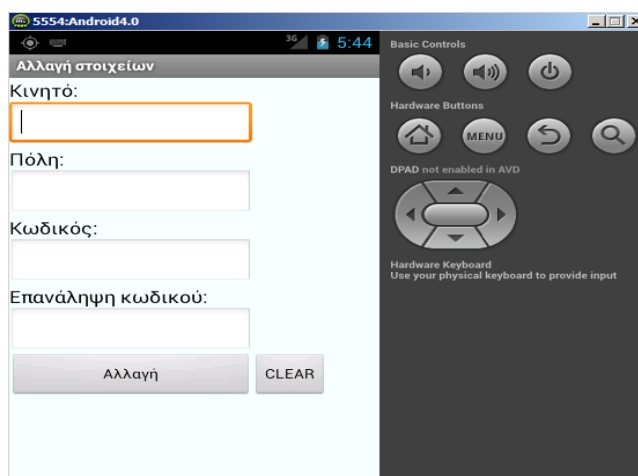 5554:Android4.0
3G 5:44
Αλλαγή στοιχείων
Κινητό:
Πόλη:
Κωδικός:
Επανάληψη κωδικού:
Αλλαγή CLEAR
Basic Controls
Hardware Buttons
MENU
DPAD not enabled in AVD
Hardware Keyboard
Use your physical keyboard to provide input